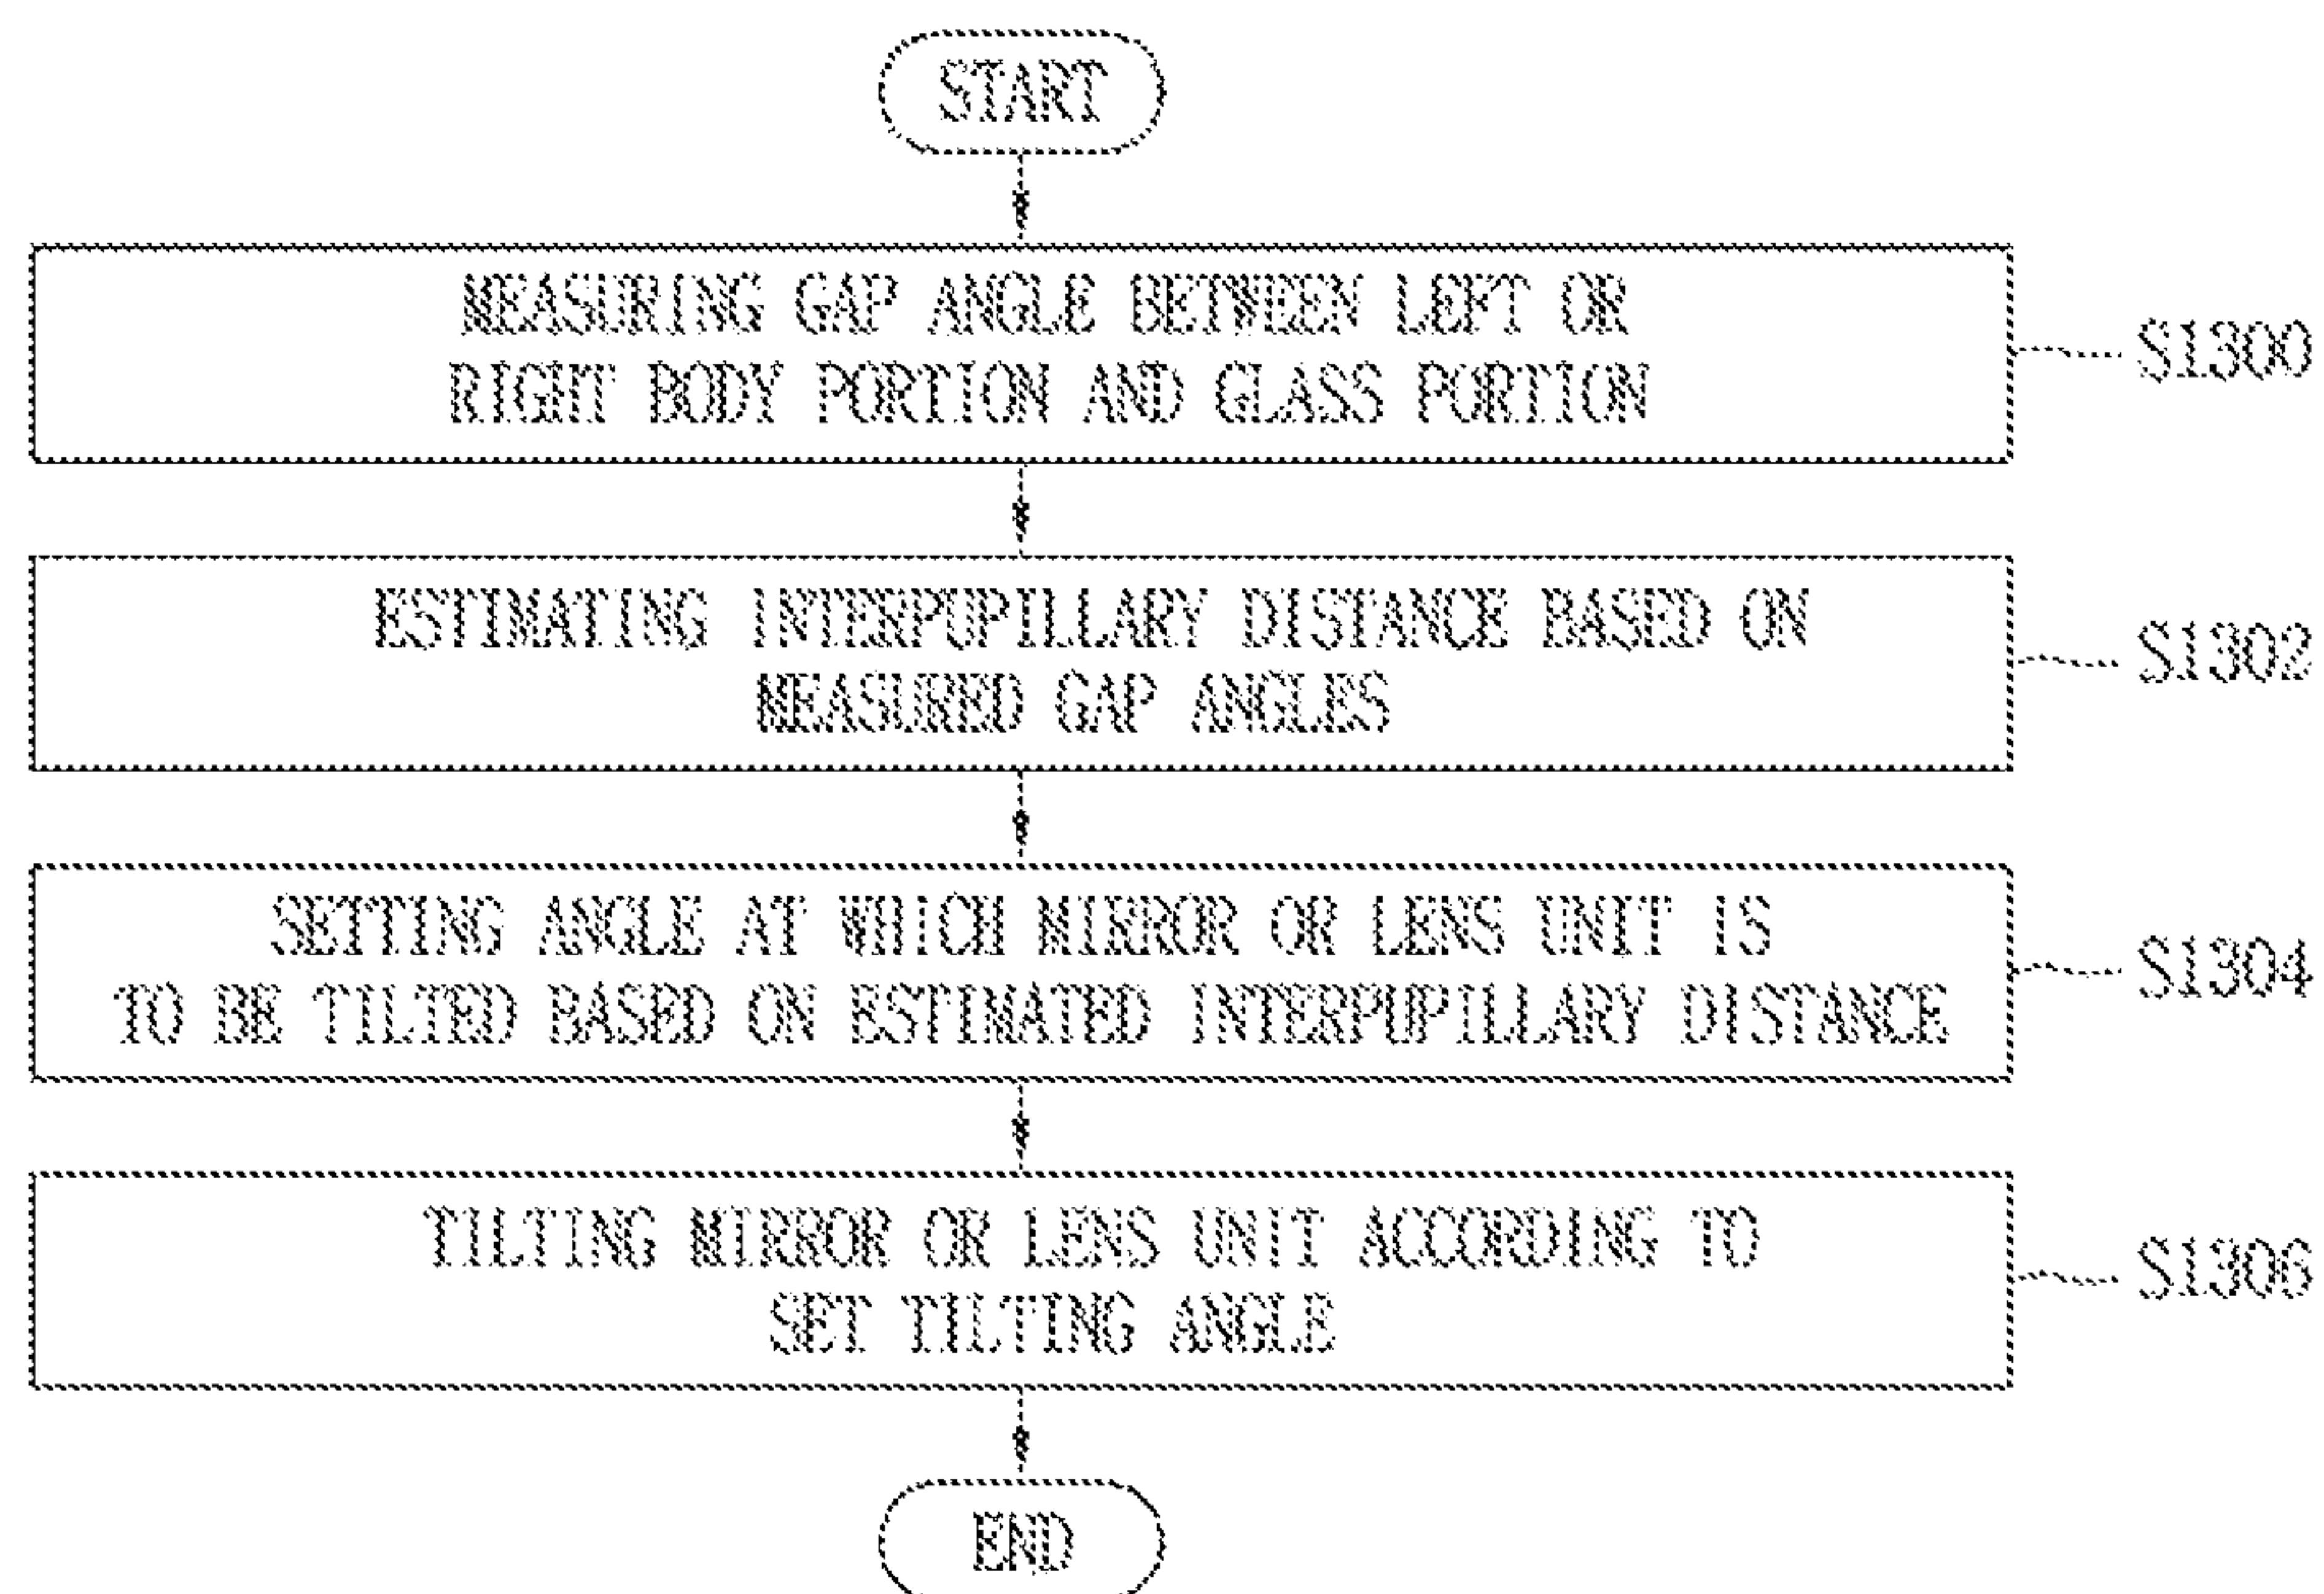 START
MEASURING GAP ANGLE BETWEEN LEFT OR
RIGHT BODY PORTION AND GLASS PORTION
S1300
ESTIMATING INTERPUPILLARY DISTANCE BASED ON
MEASURED GAP ANGLES
S1302
SETTING ANGLE AT WHICH MIRROR OR LENS UNIT IS
TO BE TILTED BASED ON ESTIMATED INTERPUPILLARY DISTANCE
S1304
TILTING MIRROR OR LENS UNIT ACCORDING TO
SET TILTING ANGLE
S1306
END